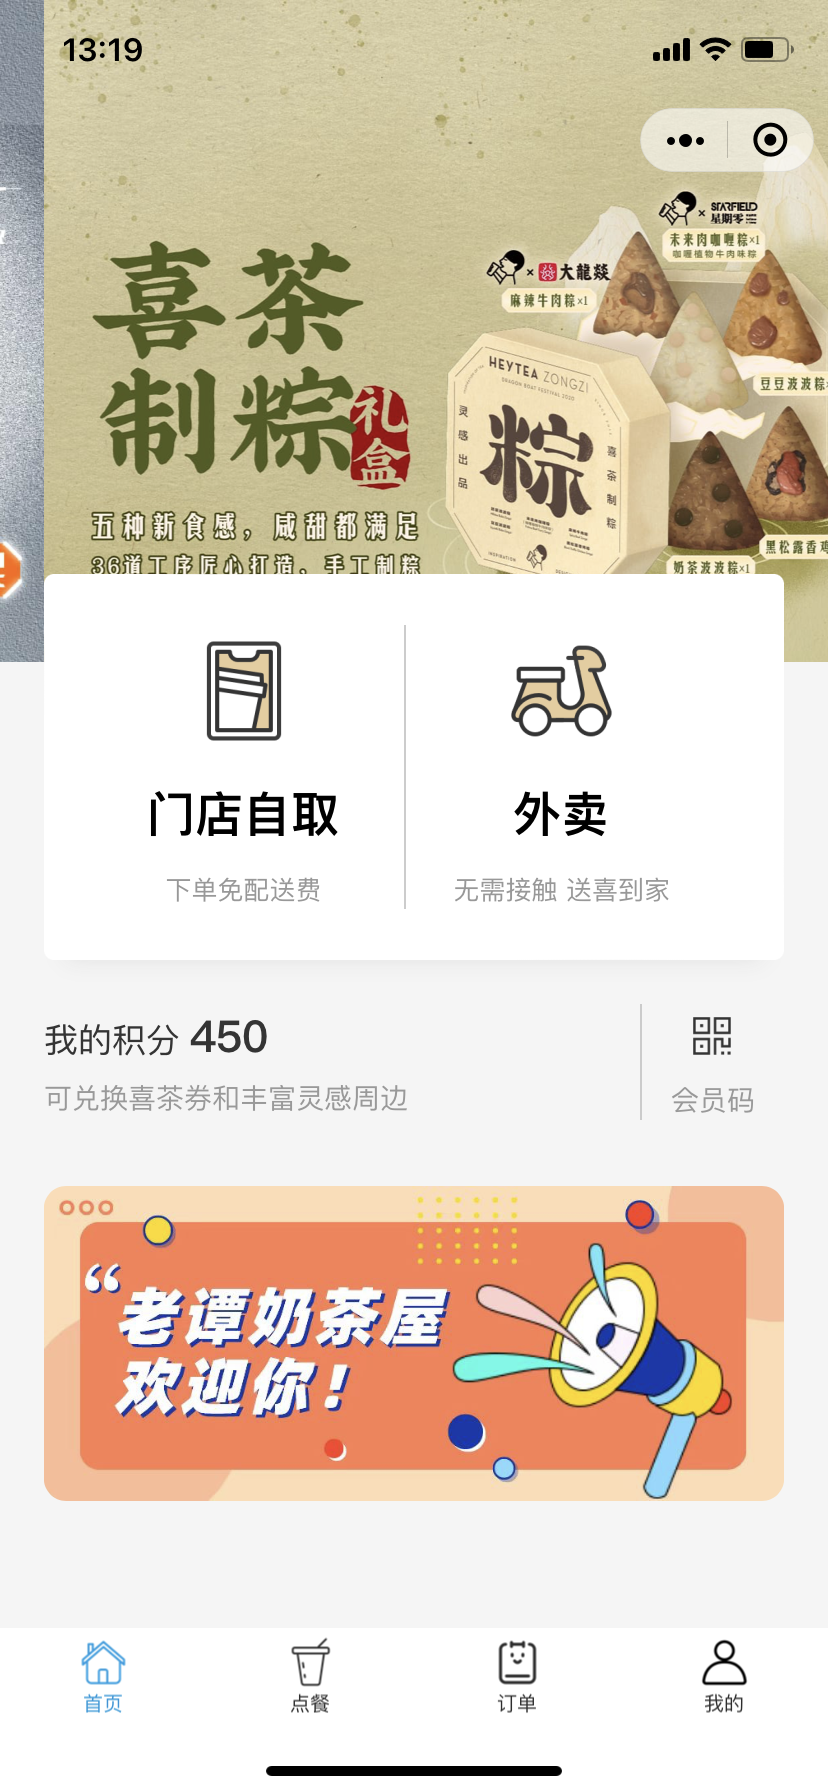 13:19
STARFIELD
星期零
未来肉咖喱粽×1
咖喱植物牛肉味粽
大龍燚
麻辣牛肉粽×1
喜茶
制粽
礼盒
豆豆波波粽
HEYTEA ZONGZI
DRAGON BOAT FESTIVAL 2020
灵感出品
粽
喜茶制粽
INSPIRATION
五种新食感，咸甜都满足
36道工序匠心打造，手工制粽
黑松露香鸡
奶茶波波粽×1
门店自取
外卖
下单免配送费
无需接触 送喜到家
我的积分 450
可兑换喜茶券和丰富灵感周边
会员码
“老谭奶茶屋
欢迎你！
首页
点餐
订单
我的